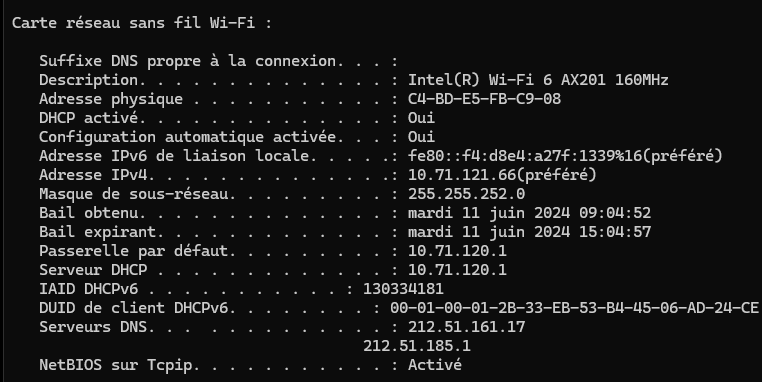 Carte réseau sans fil Wi-Fi :
Suffixe DNS propre à la connexion. . . :
Description. . . . . . . . . . . . . . : Intel(R) Wi-Fi 6 AX201 160MHz
Adresse physique . . . . . . . . . . . : C4-BD-E5-FB-C9-08
DHCP activé. . . . . . . . . . . . . . : Oui
Configuration automatique activée. . . : Oui
Adresse IPv6 de liaison locale. . . . .: fe80::f4:d8e4:a27f:1339%16(préféré)
Adresse IPv4. . . . . . . . . . . . . .: 10.71.121.66(préféré)
Masque de sous-réseau. . . . . . . . . : 255.255.252.0
Bail obtenu. . . . . . . . . . . . . . : mardi 11 juin 2024 09:04:52
Bail expirant. . . . . . . . . . . . . : mardi 11 juin 2024 15:04:57
Passerelle par défaut. . . . . . . . . : 10.71.120.1
Serveur DHCP . . . . . . . . . . . . . : 10.71.120.1
IAID DHCPv6 . . . . . . . . . . . : 130334181
DUID de client DHCPv6. . . . . . . . : 00-01-00-01-2B-33-EB-53-B4-45-06-AD-24-CE
Serveurs DNS. . . . . . . . . . . . . : 212.51.161.17
212.51.185.1
NetBIOS sur Tcpip. . . . . . . . . . . : Activé